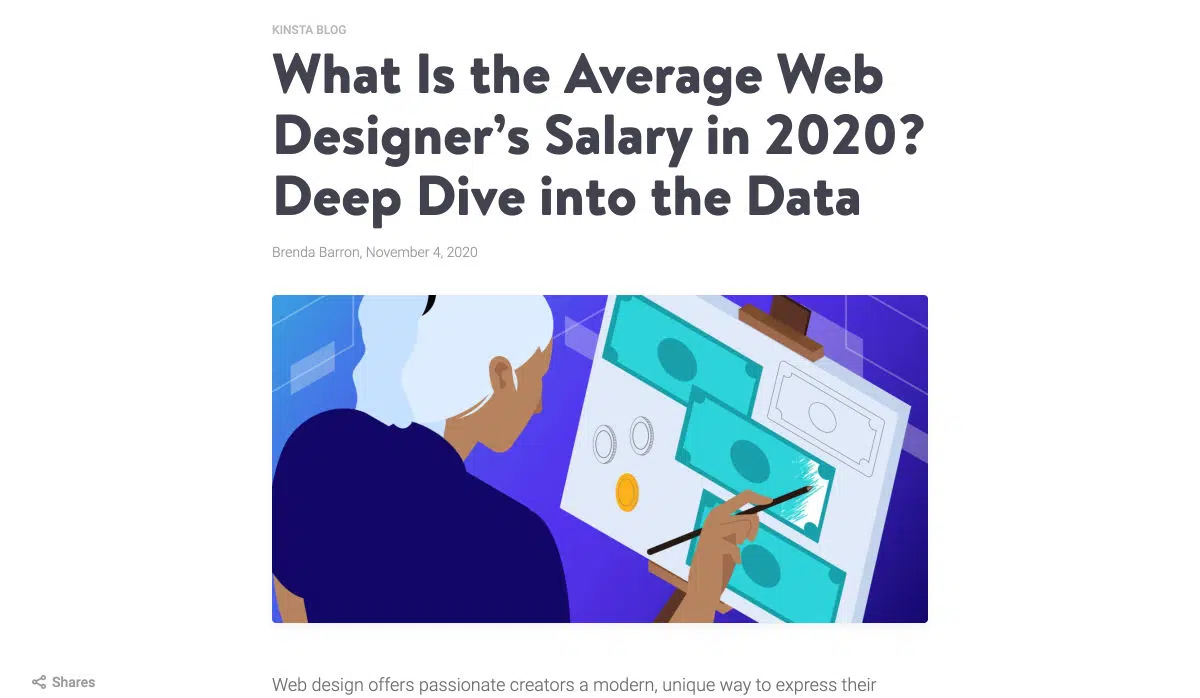 KINSTA BLOG
What Is the Average Web
Designer’s Salary in 2020?
Deep Dive into the Data
Brenda Barron, November 4, 2020
Shares
Web design offers passionate creators a modern, unique way to express their